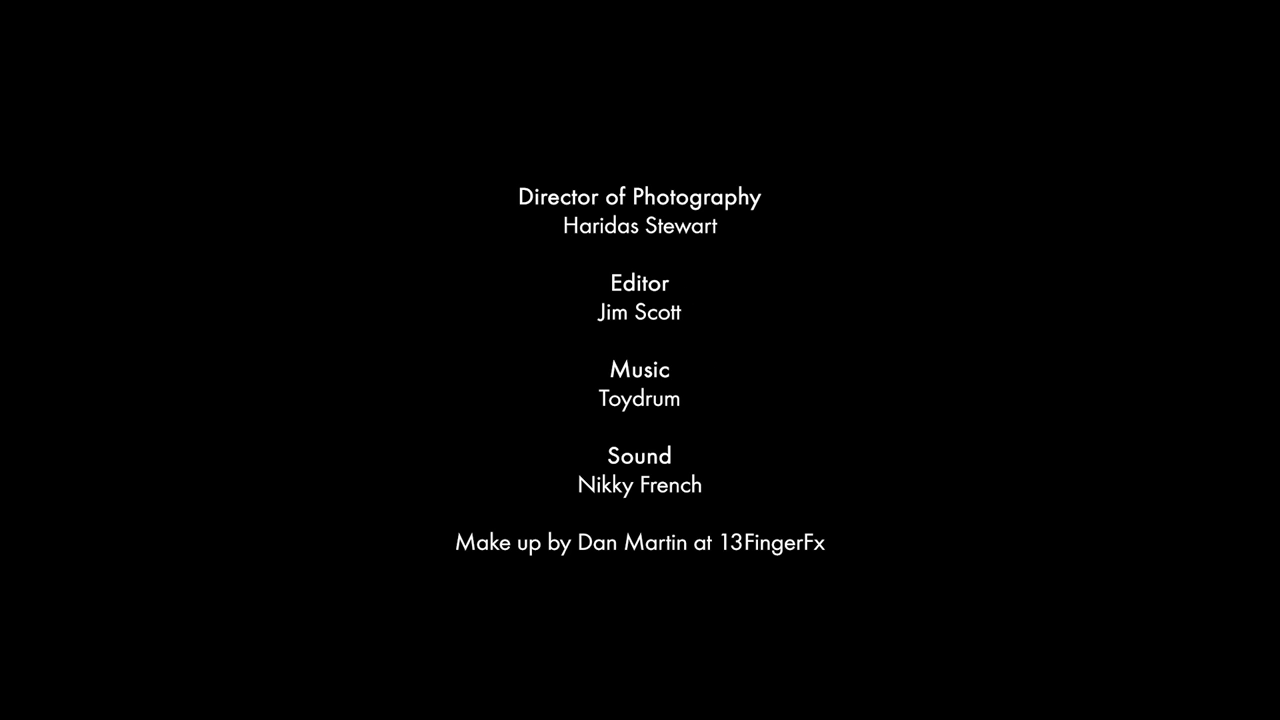 Director of Photography
Haridas Stewart
Editor
Jim Scott
Music
Toydrum
Sound
Nikky French
Make up by Dan Martin at 13FingerFx